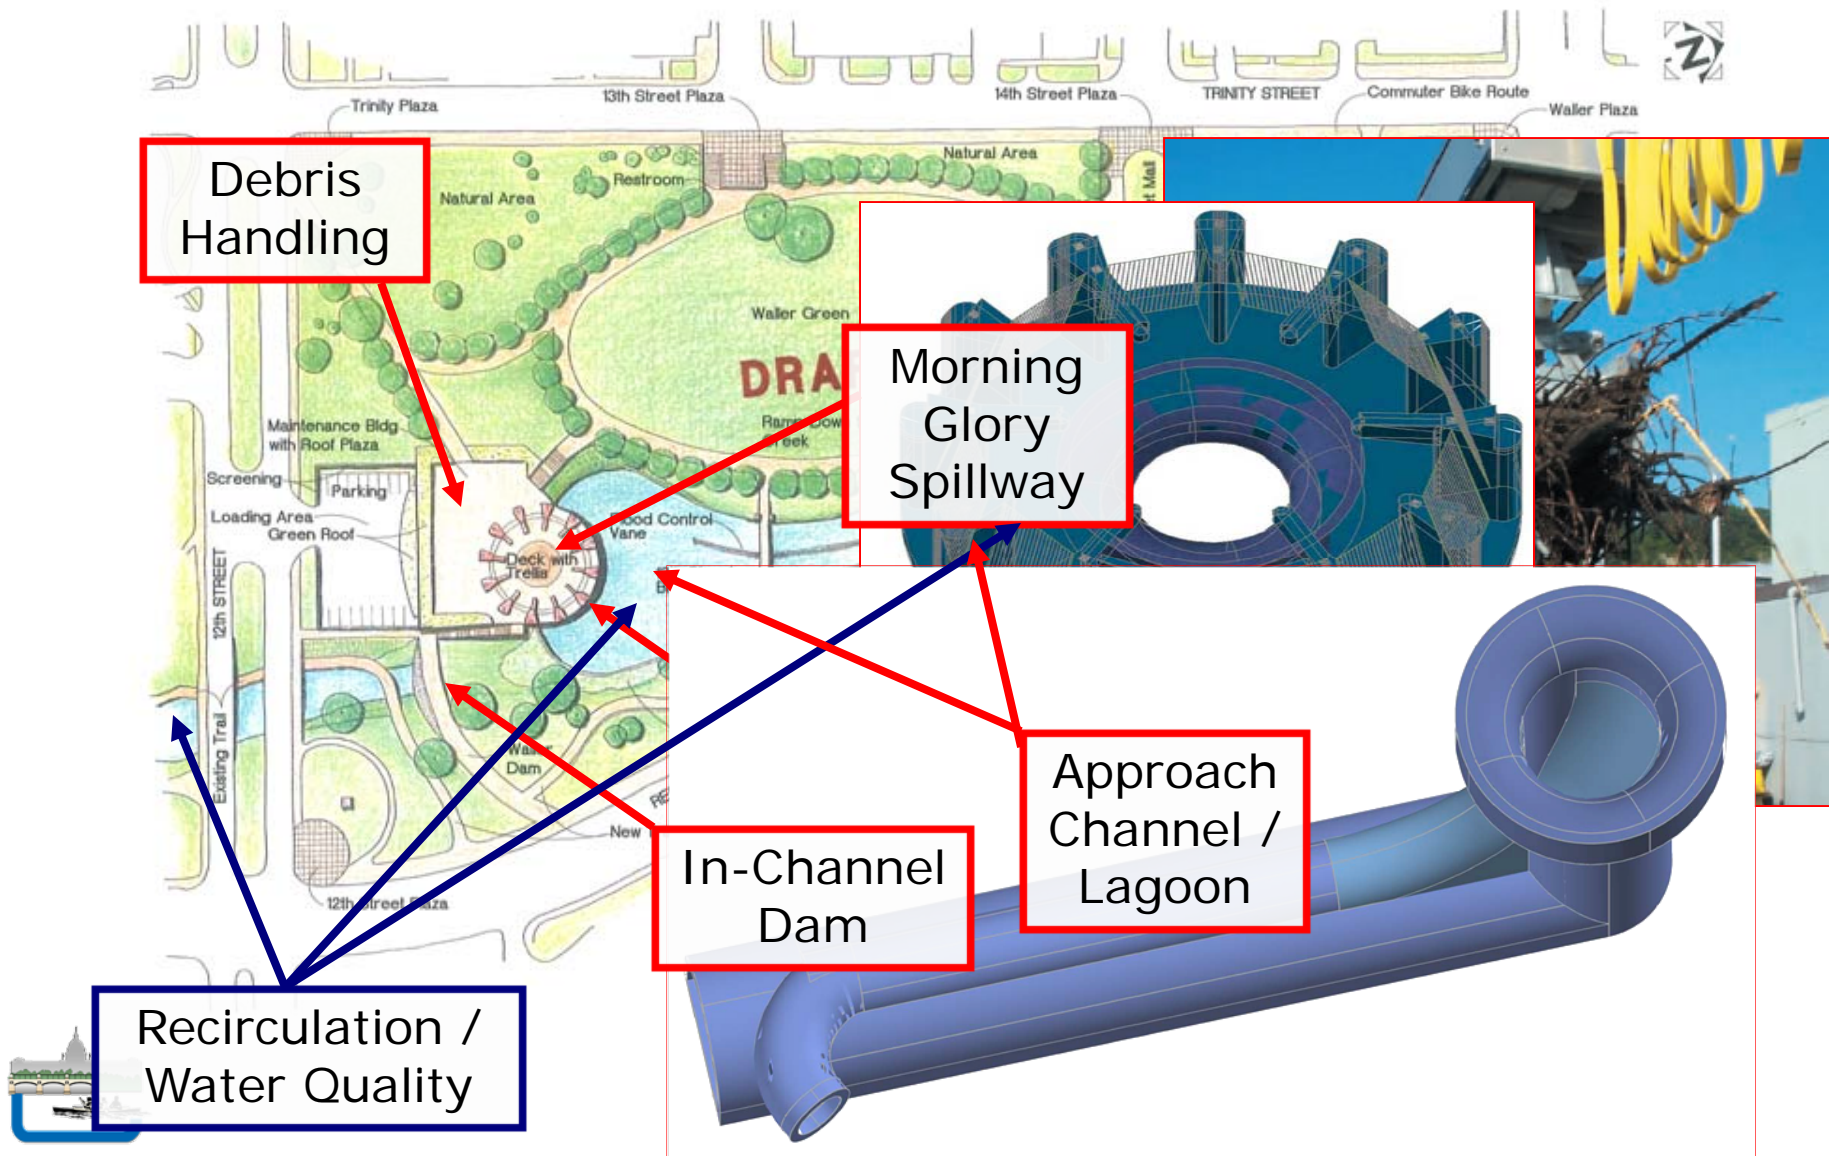 Trinity Plaza
13th Street Plaza
14th Street Plaza
TRINITY STREET
Commuter Bike Route
Waller Plaza
N
Debris
Handling
Natural Area
Restroom
Natural Area
Mall
Waller Green
DRA
Morning
Glory
Spillway
Maintenance Bldg
with Roof Plaza
Screening
Parking
Loading Area
Green Roof
Flood Control
Vane
Deck with
Trellis
12th STREET
Existing Trail
Dam
New
12th Street Plaza
In-Channel
Dam
Approach
Channel /
Lagoon
Recirculation /
Water Quality